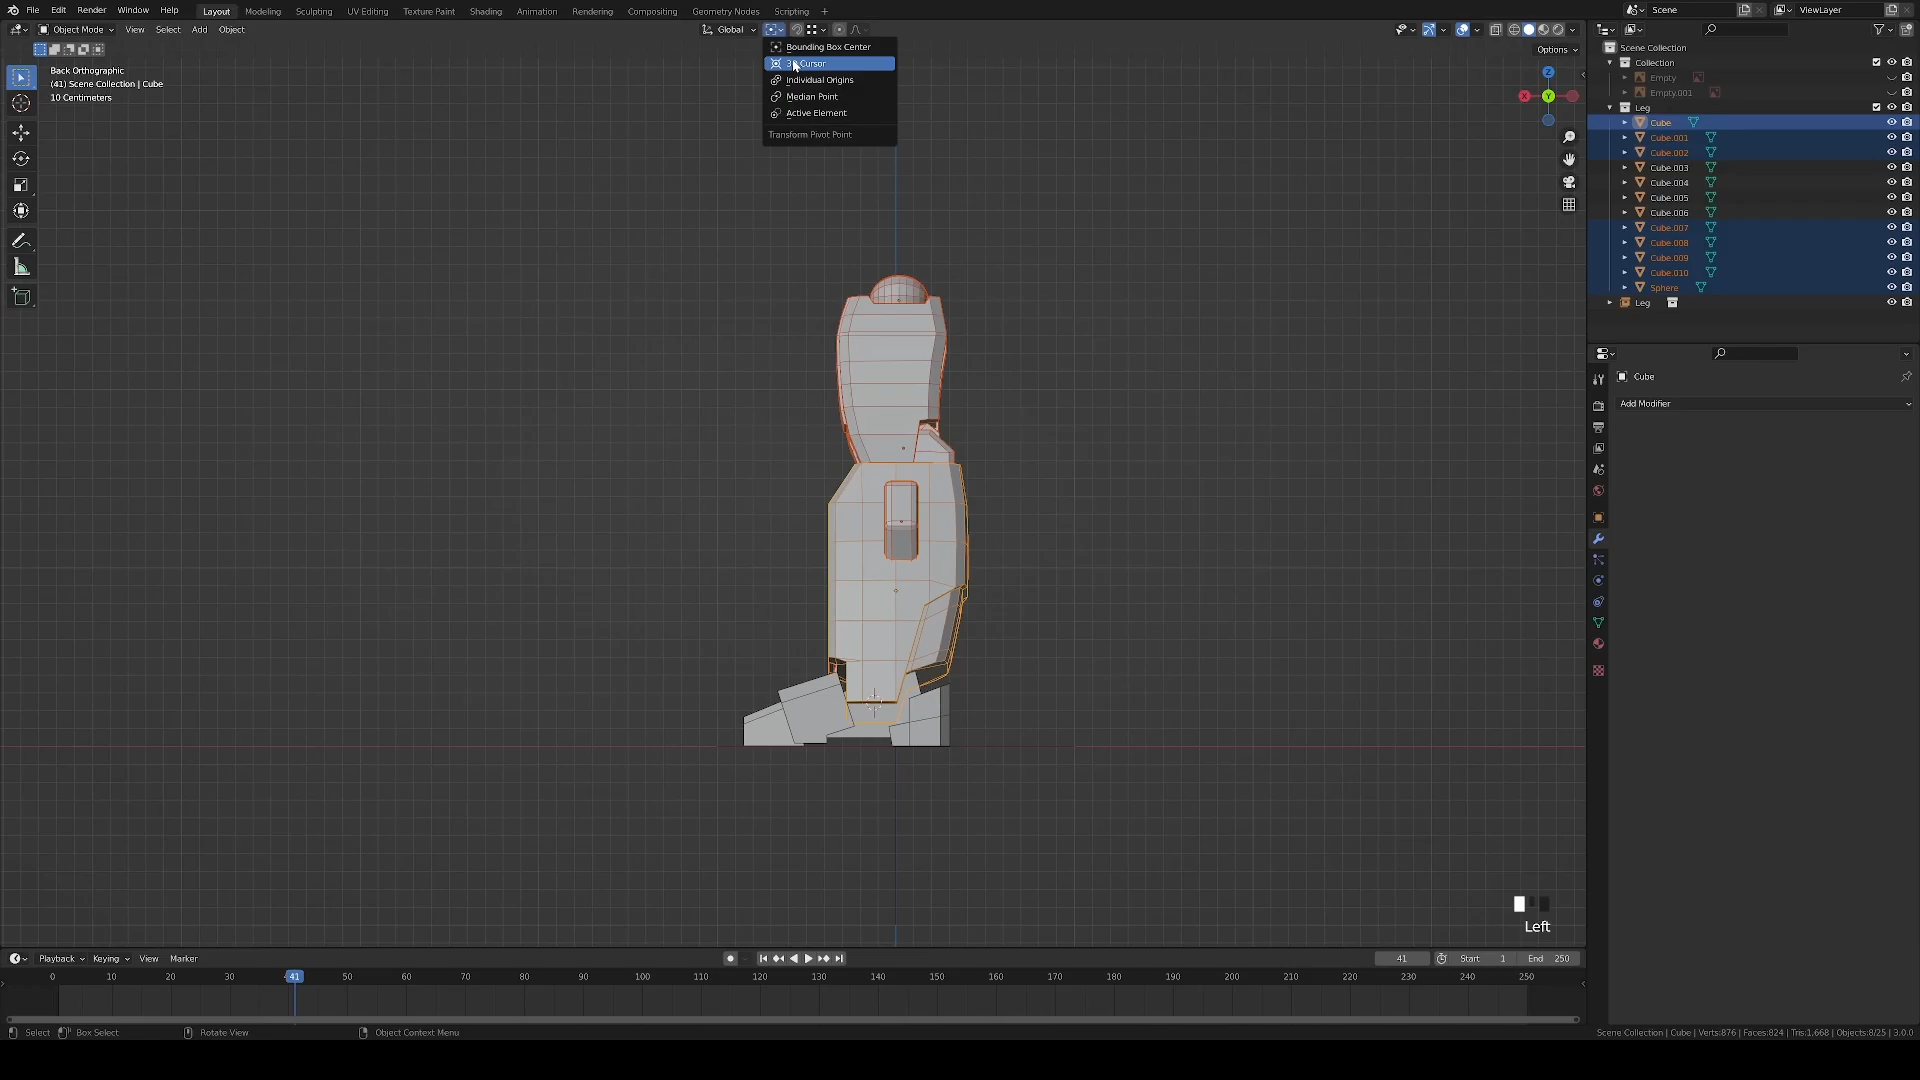 File Edit Render Window Help Layout Modeling Sculpting UV Editing Texture Paint Shading Animation Rendering Compositing Geometry Nodes Scripting + Scene ViewLayer
Object Mode View Select Add Object Global
Options
Back Orthographic
(41) Scene Collection | Cube
10 Centimeters
Bounding Box Center
3D Cursor
Individual Origins
Median Point
Active Element
Transform Pivot Point
Z
X
Y
Scene Collection
Collection
Empty
Empty.001
Leg
Cube
Cube.001
Cube.002
Cube.003
Cube.004
Cube.005
Cube.006
Cube.007
Cube.008
Cube.009
Cube.010
Sphere
Leg
Cube
Add Modifier
Left
Playback Keying View Marker 41 Start 1 End 250
0 10 20 30 41 50 60 70 80 90 100 110 120 130 140 150 160 170 180 190 200 210 220 230 240 250
Select Box Select Rotate View Object Context Menu Scene Collection | Cube | Verts:876 | Faces:824 | Tris:1,668 | Objects:8/25 | 3.0.0